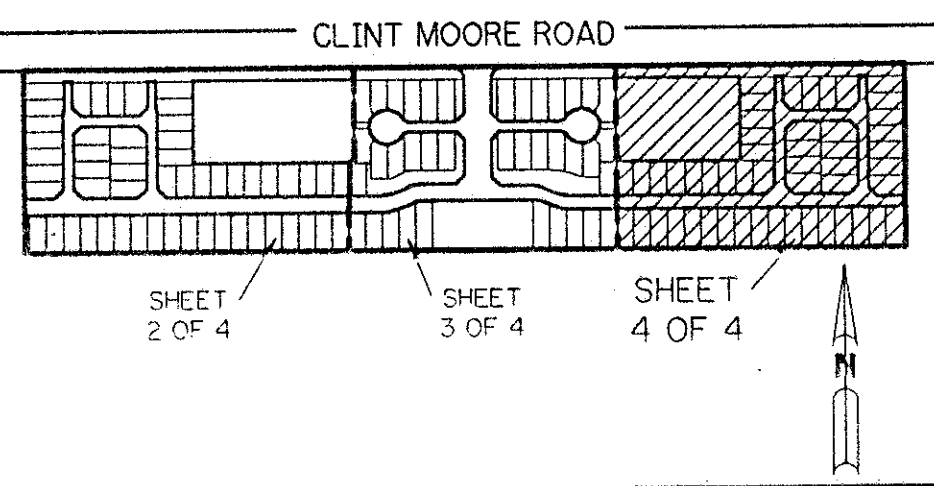 CLINT MOORE ROAD
SHEET
2 OF 4
SHEET
3 OF 4
SHEET
4 OF 4
N